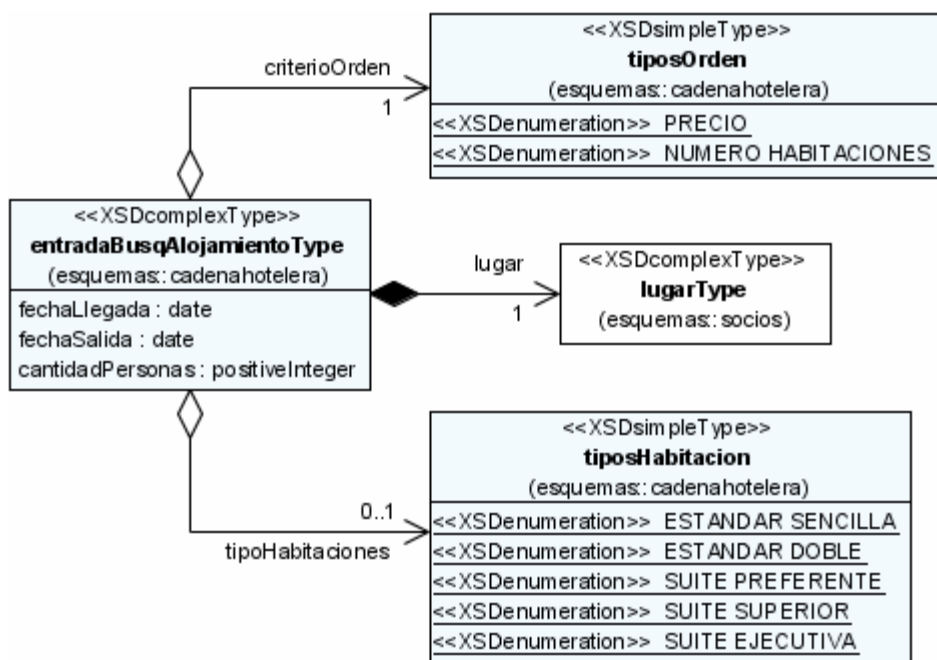 <<XSDsimpleType>>
tiposOrden
(esquemas::cadenahotelera)
<<XSDenumeration>> PRECIO
<<XSDenumeration>> NUMERO HABITACIONES
criterioOrden
1
<<XSDcomplexType>>
entradaBusqAlojamientoType
(esquemas::cadenahotelera)
fechaLlegada : date
fechaSalida : date
cantidadPersonas : positiveInteger
lugar
1
<<XSDcomplexType>>
lugarType
(esquemas::socios)
0..1
tipoHabitaciones
<<XSDsimpleType>>
tiposHabitacion
(esquemas::cadenahotelera)
<<XSDenumeration>> ESTANDAR SENCILLA
<<XSDenumeration>> ESTANDAR DOBLE
<<XSDenumeration>> SUITE PREFERENTE
<<XSDenumeration>> SUITE SUPERIOR
<<XSDenumeration>> SUITE EJECUTIVA